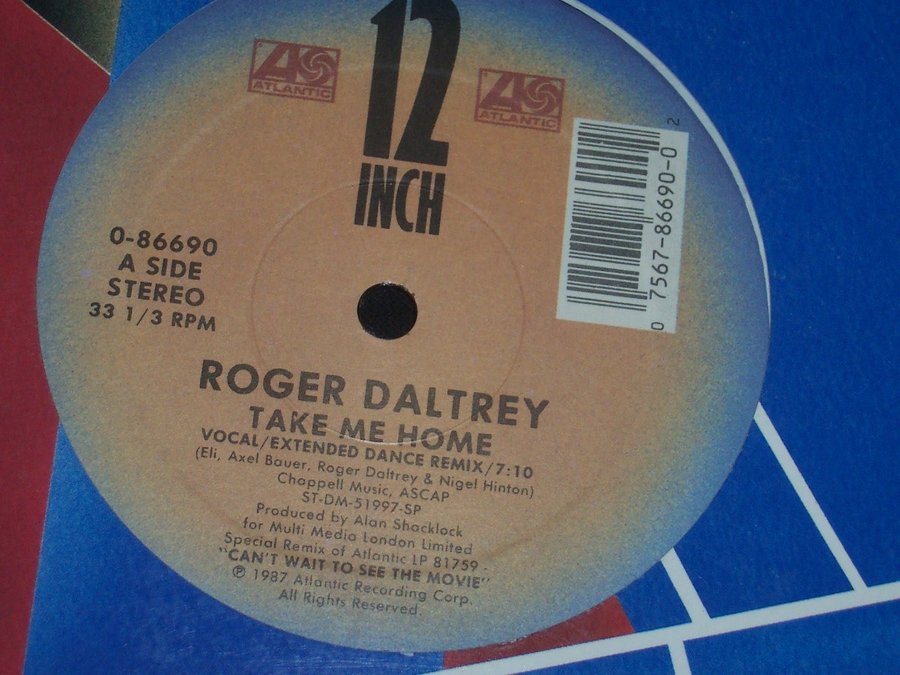 12
INCH
AS
ATLANTIC
AS
ATLANTIC
0 7567-86690-0 2
0-86690
A SIDE
STEREO
33 1/3 RPM
ROGER DALTREY
TAKE ME HOME
VOCAL/EXTENDED DANCE REMIX/7:10
(Eli, Axel Bauer, Roger Daltrey & Nigel Hinton)
Chappell Music, ASCAP
ST-DM-51997-SP
Produced by Alan Shacklock
for Multi Media London Limited
Special Remix of Atlantic LP 81759 -
"CAN'T WAIT TO SEE THE MOVIE"
℗ 1987 Atlantic Recording Corp.
All Rights Reserved.